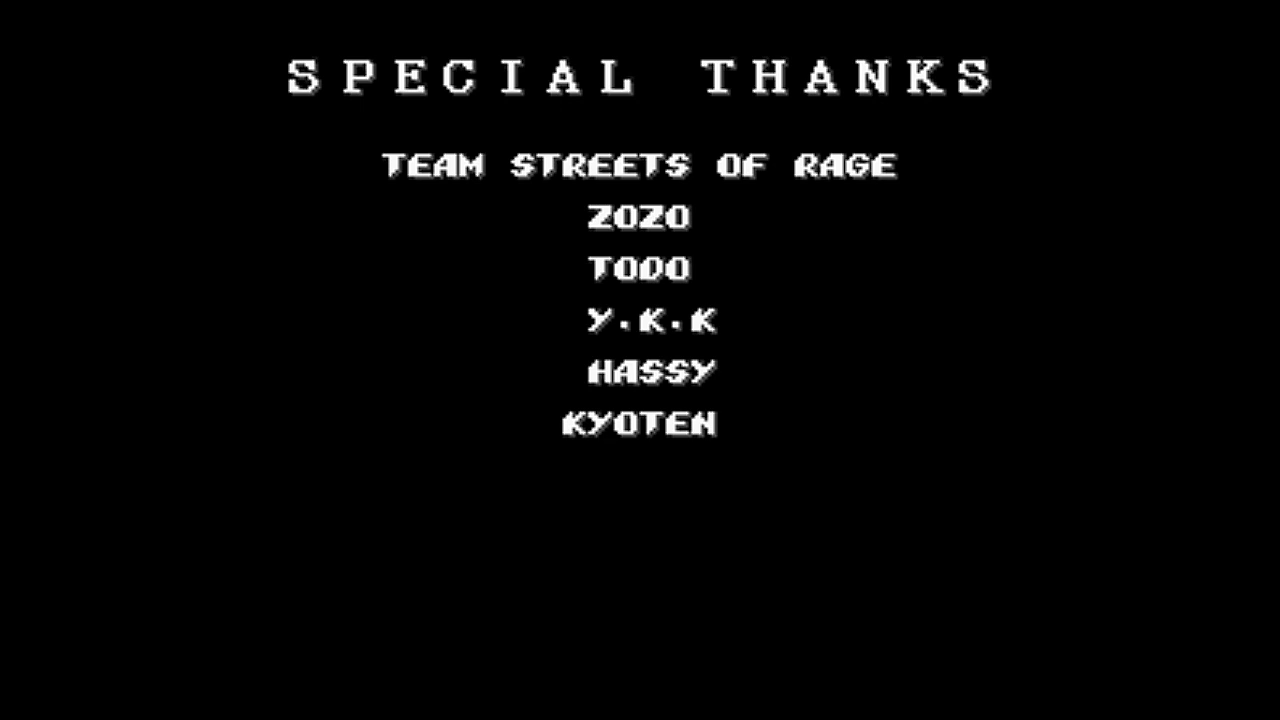 SPECIAL THANKS
TEAM STREETS OF RAGE
ZOZO
TODO
Y.K.K
HASSY
KYOTEN